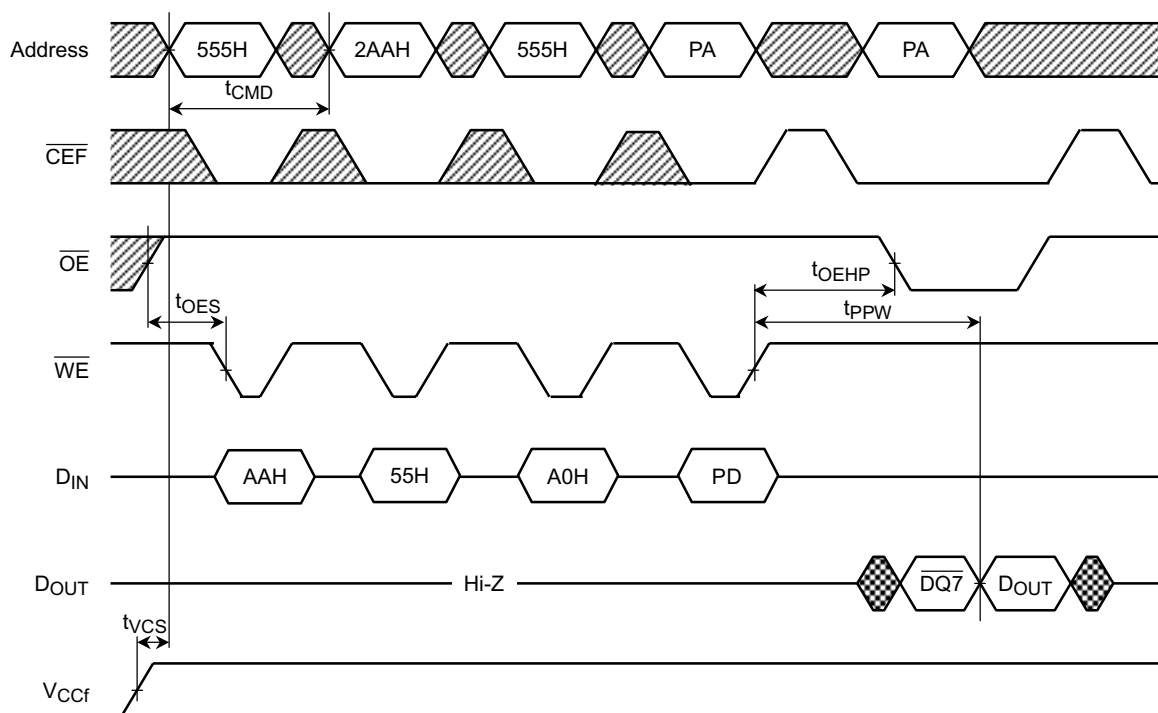 Address 555H 2AAH 555H PA PA
tCMD
CEF
OE
tOEHP
tOES
tPPW
WE
DIN AAH 55H A0H PD
DOUT Hi-Z DQ7 DOUT
tVCS
VCCf